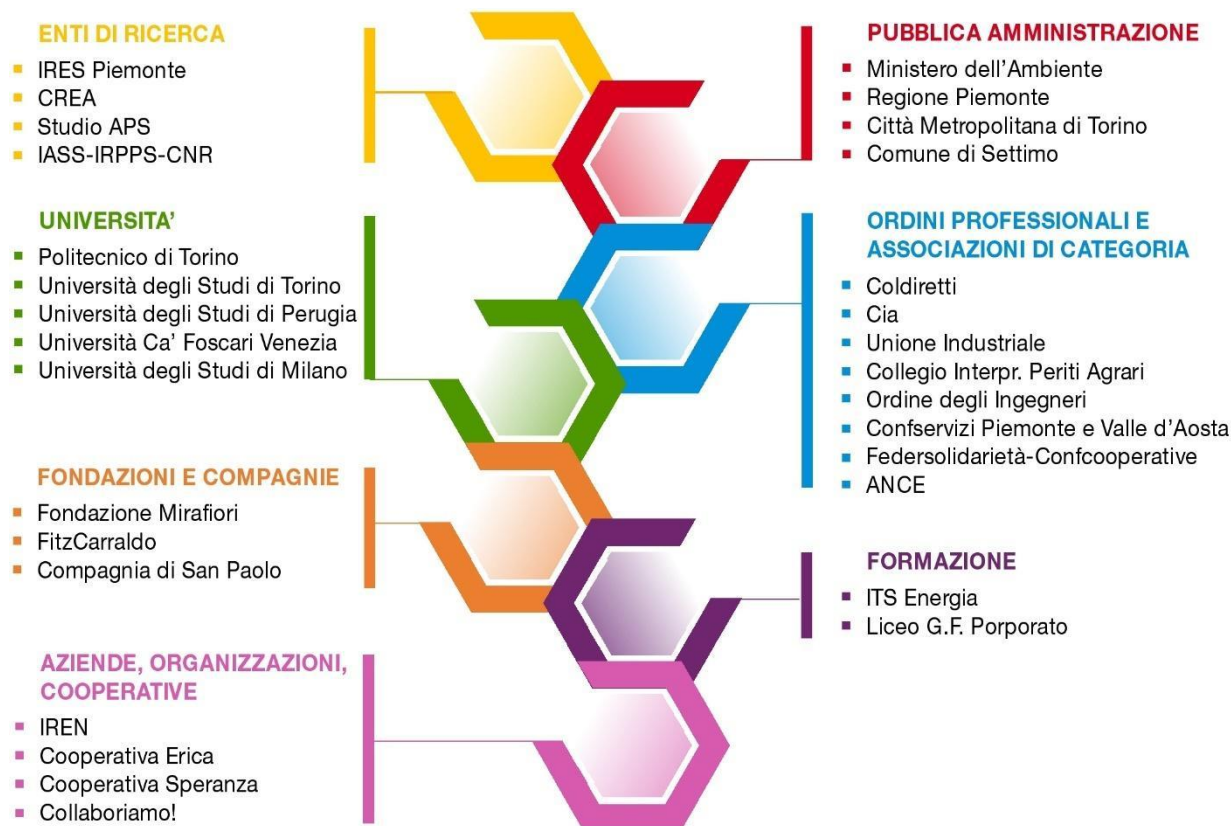 ENTI DI RICERCA
IRES Piemonte
CREA
Studio APS
IASS-IRPPS-CNR
PUBBLICA AMMINISTRAZIONE
Ministero dell'Ambiente
Regione Piemonte
Città Metropolitana di Torino
Comune di Settimo
UNIVERSITA'
Politecnico di Torino
Università degli Studi di Torino
Università degli Studi di Perugia
Università Ca' Foscari Venezia
Università degli Studi di Milano
ORDINI PROFESSIONALI E
ASSOCIAZIONI DI CATEGORIA
Coldiretti
Cia
Unione Industriale
Collegio Interpr. Periti Agrari
Ordine degli Ingegneri
Confservizi Piemonte e Valle d'Aosta
Federsolidarietà-Confcooperative
ANCE
FONDAZIONI E COMPAGNIE
Fondazione Mirafiori
FitzCarraldo
Compagnia di San Paolo
FORMAZIONE
ITS Energia
Liceo G.F. Porporato
AZIENDE, ORGANIZZAZIONI,
COOPERATIVE
IREN
Cooperativa Erica
Cooperativa Speranza
Collaboriamo!